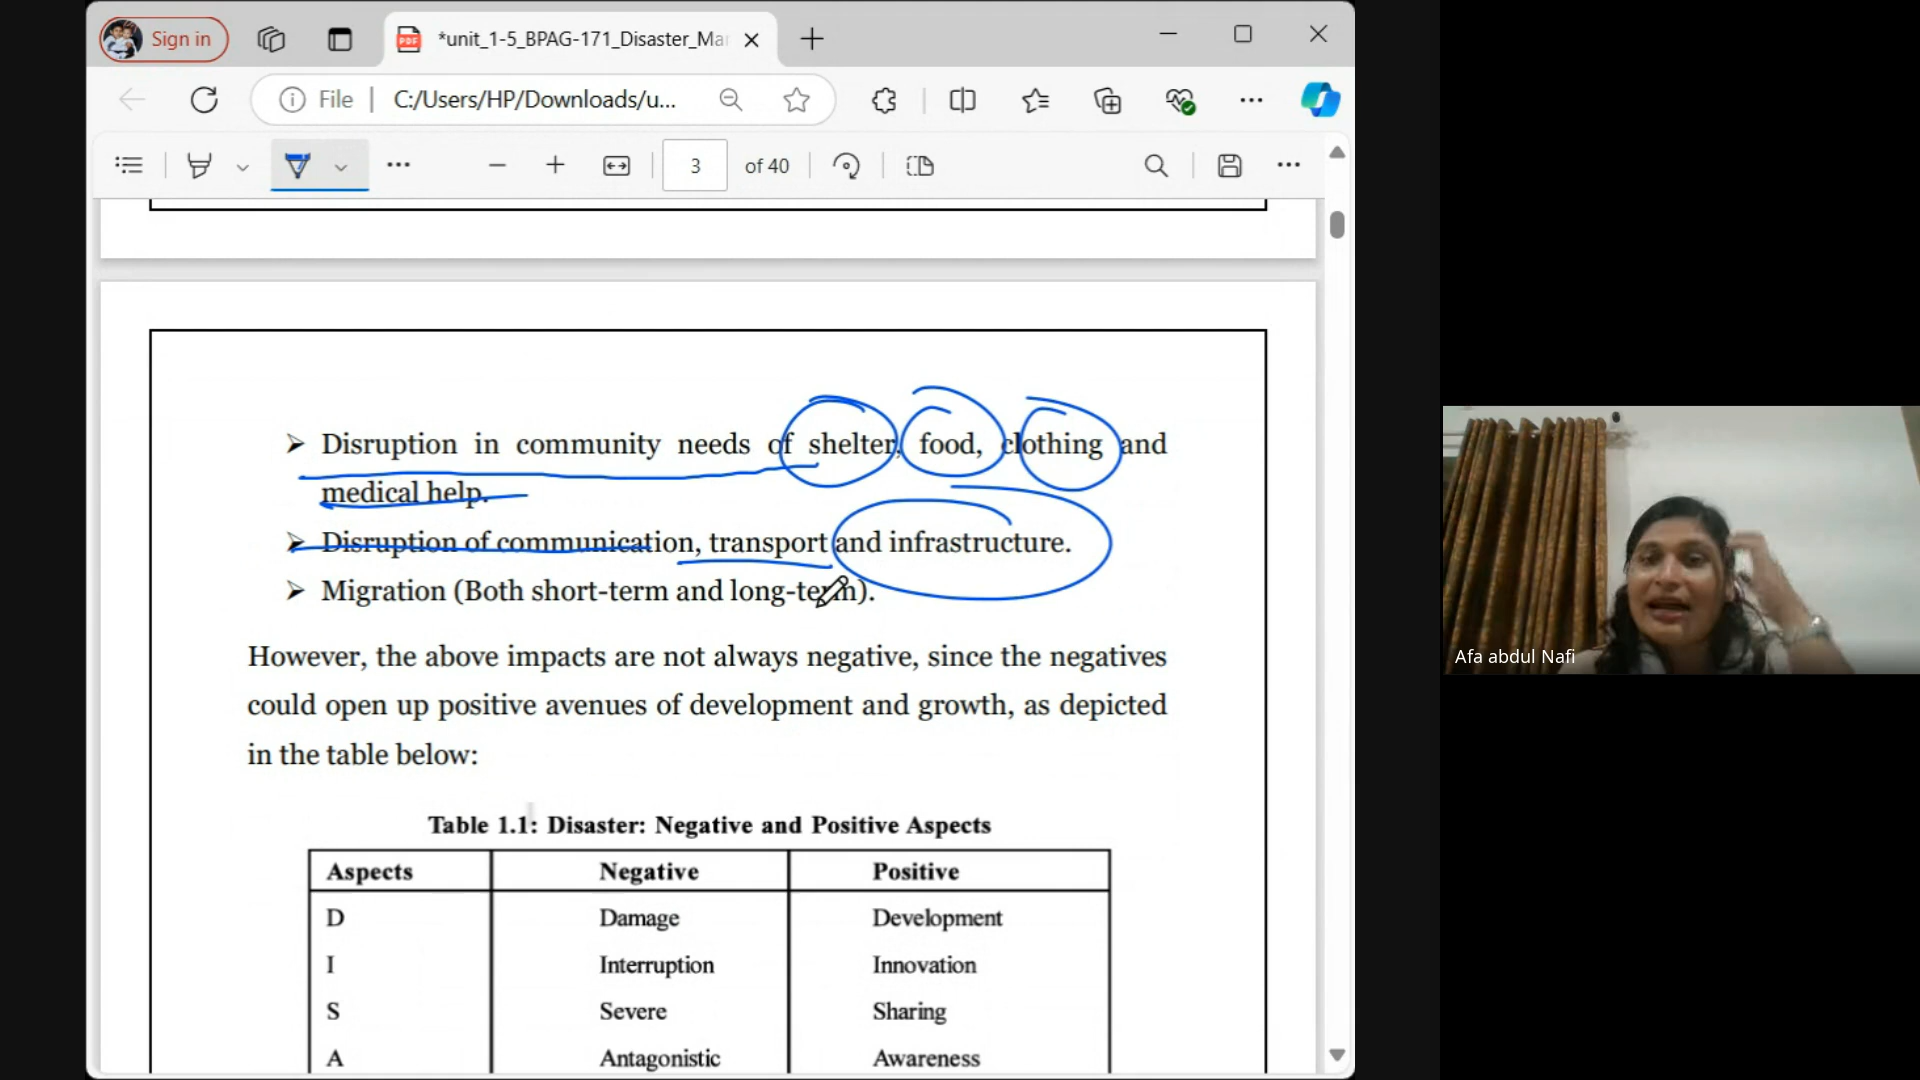 Sign in
*unit_1-5_BPAG-171_Disaster_Mar
File
C:/Users/HP/Downloads/u...
3 of 40
➤ Disruption in community needs of shelter, food, clothing and
medical help.
➤ Disruption of communication, transport and infrastructure.
➤ Migration (Both short-term and long-term).
However, the above impacts are not always negative, since the negatives
could open up positive avenues of development and growth, as depicted
in the table below:
Table 1.1: Disaster: Negative and Positive Aspects
Aspects Negative Positive
D Damage Development
I Interruption Innovation
S Severe Sharing
A Antagonistic Awareness
Afa abdul Nafi